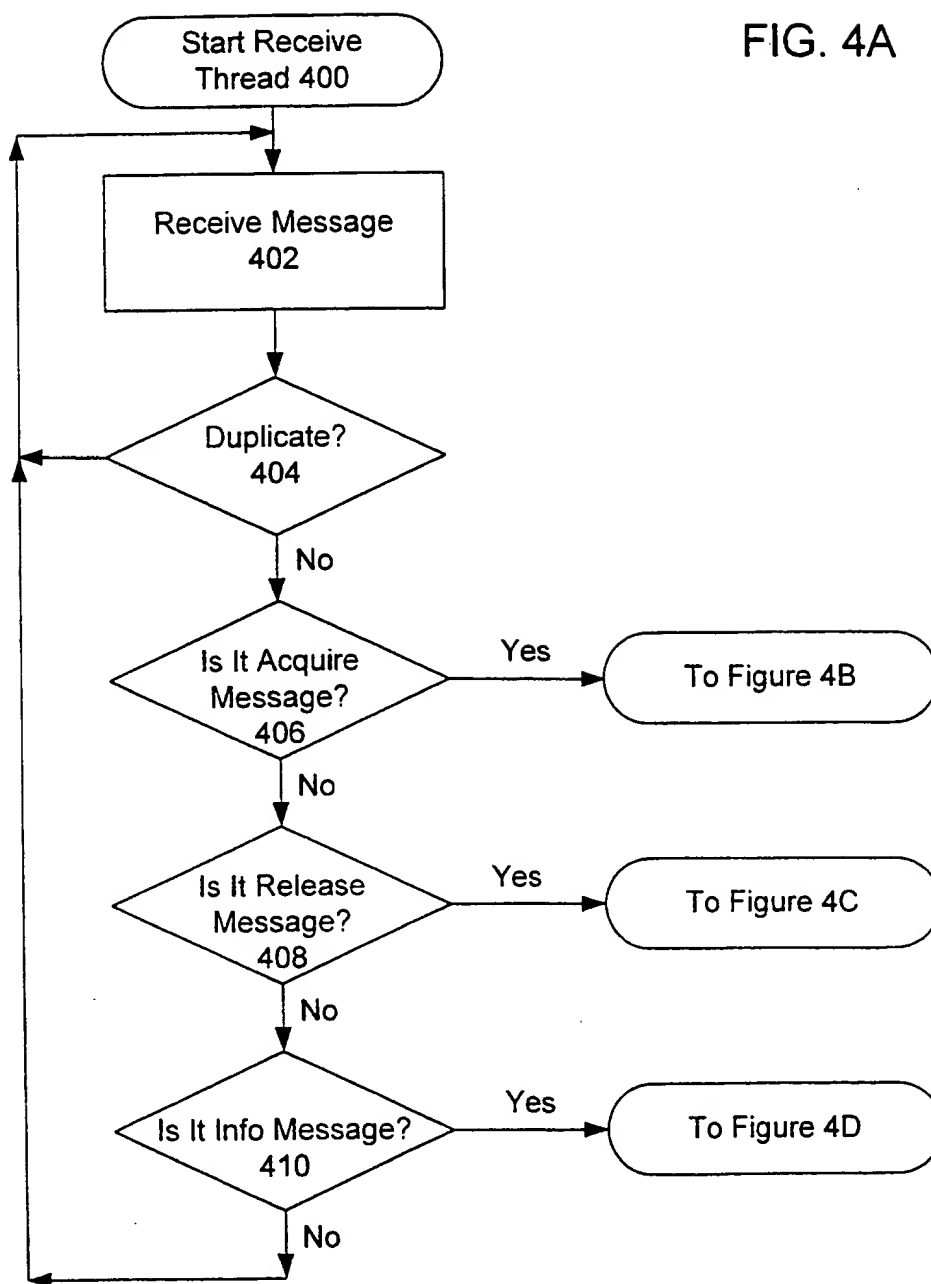 FIG. 4A
Start Receive
Thread 400
Receive Message
402
Duplicate?
404
No
Is It Acquire
Message?
406
Yes
To Figure 4B
No
Is It Release
Message?
408
Yes
To Figure 4C
No
Is It Info Message?
410
Yes
To Figure 4D
No